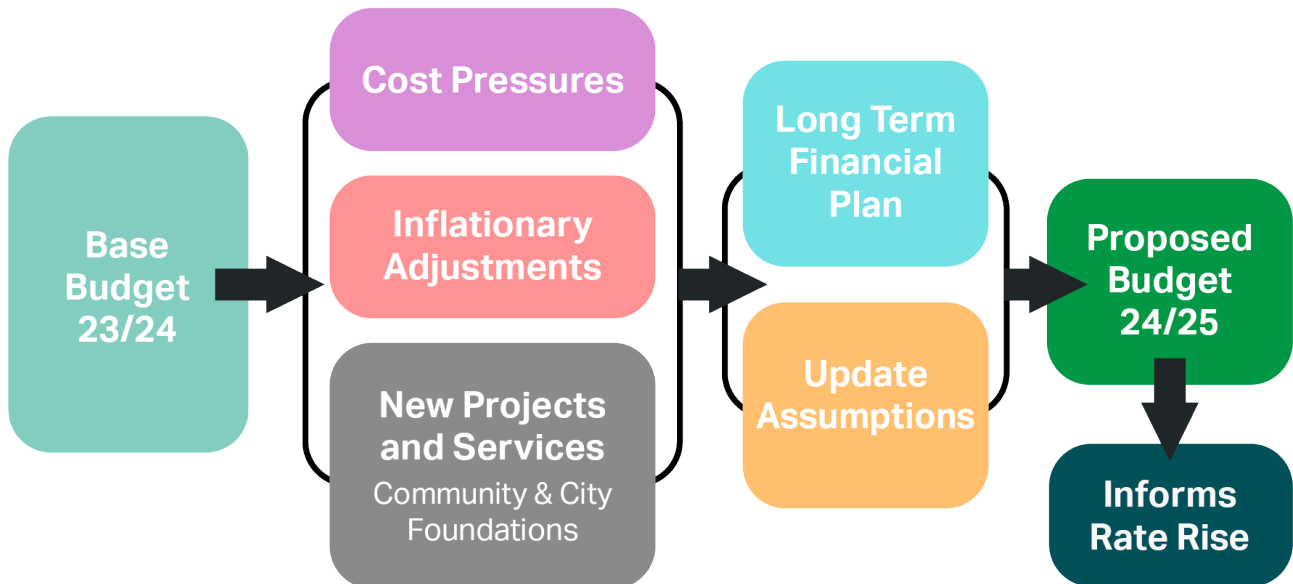 Base
Budget
23/24
Cost Pressures
Inflationary
Adjustments
New Projects
and Services
Community & City
Foundations
Long Term
Financial
Plan
Update
Assumptions
Proposed
Budget
24/25
Informs
Rate Rise